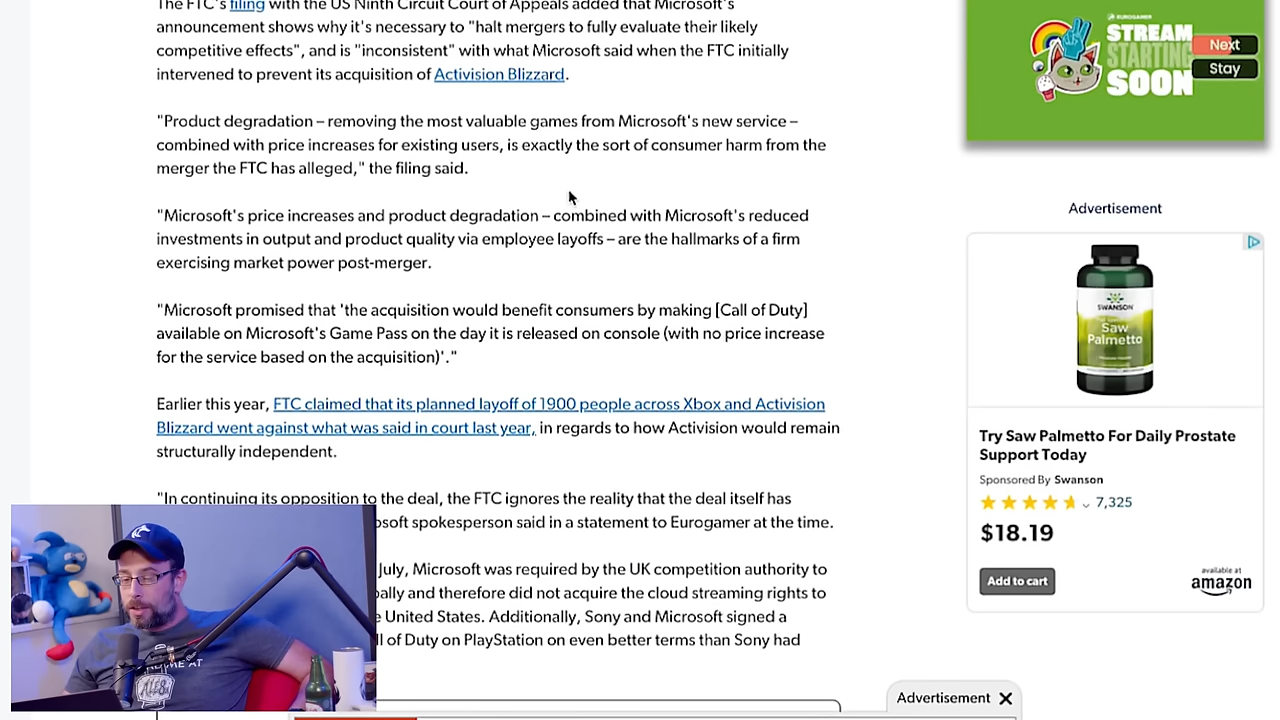 The FTC's filing with the US Ninth Circuit Court of Appeals added that Microsoft's
announcement shows why it's necessary to "halt mergers to fully evaluate their likely
competitive effects", and is "inconsistent" with what Microsoft said when the FTC initially
intervened to prevent its acquisition of Activision Blizzard.
"Product degradation – removing the most valuable games from Microsoft's new service –
combined with price increases for existing users, is exactly the sort of consumer harm from the
merger the FTC has alleged," the filing said.
"Microsoft's price increases and product degradation – combined with Microsoft's reduced
investments in output and product quality via employee layoffs – are the hallmarks of a firm
exercising market power post-merger.
"Microsoft promised that 'the acquisition would benefit consumers by making [Call of Duty]
available on Microsoft's Game Pass on the day it is released on console (with no price increase
for the service based on the acquisition)'."
Earlier this year, FTC claimed that its planned layoff of 1900 people across Xbox and Activision
Blizzard went against what was said in court last year, in regards to how Activision would remain
structurally independent.
"In continuing its opposition to the deal, the FTC ignores the reality that the deal itself has
soft spokesperson said in a statement to Eurogamer at the time.
July, Microsoft was required by the UK competition authority to
bally and therefore did not acquire the cloud streaming rights to
United States. Additionally, Sony and Microsoft signed a
ll of Duty on PlayStation on even better terms than Sony had
EUROGAMER
STREAM
STARTING
SOON
Next
Stay
Advertisement
SWANSON
Saw
Palmetto
Try Saw Palmetto For Daily Prostate
Support Today
Sponsored By Swanson
7,325
$18.19
Add to cart
available at
amazon
Advertisement